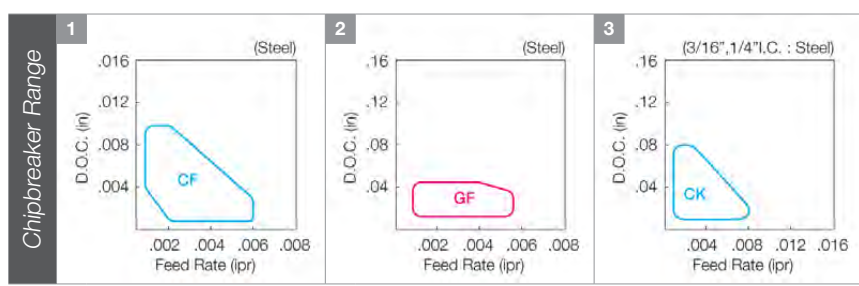 Chipbreaker Range
1
(Steel)
.016
.012
.008
.004
D.O.C. (in)
CF
.002 .004 .006 .008
Feed Rate (ipr)
2
(Steel)
.16
.12
.08
.04
D.O.C. (in)
GF
.002 .004 .006 .008
Feed Rate (ipr)
3
(3/16",1/4"I.C. : Steel)
.16
.12
.08
.04
D.O.C. (in)
CK
.004 .008 .012 .016
Feed Rate (ipr)